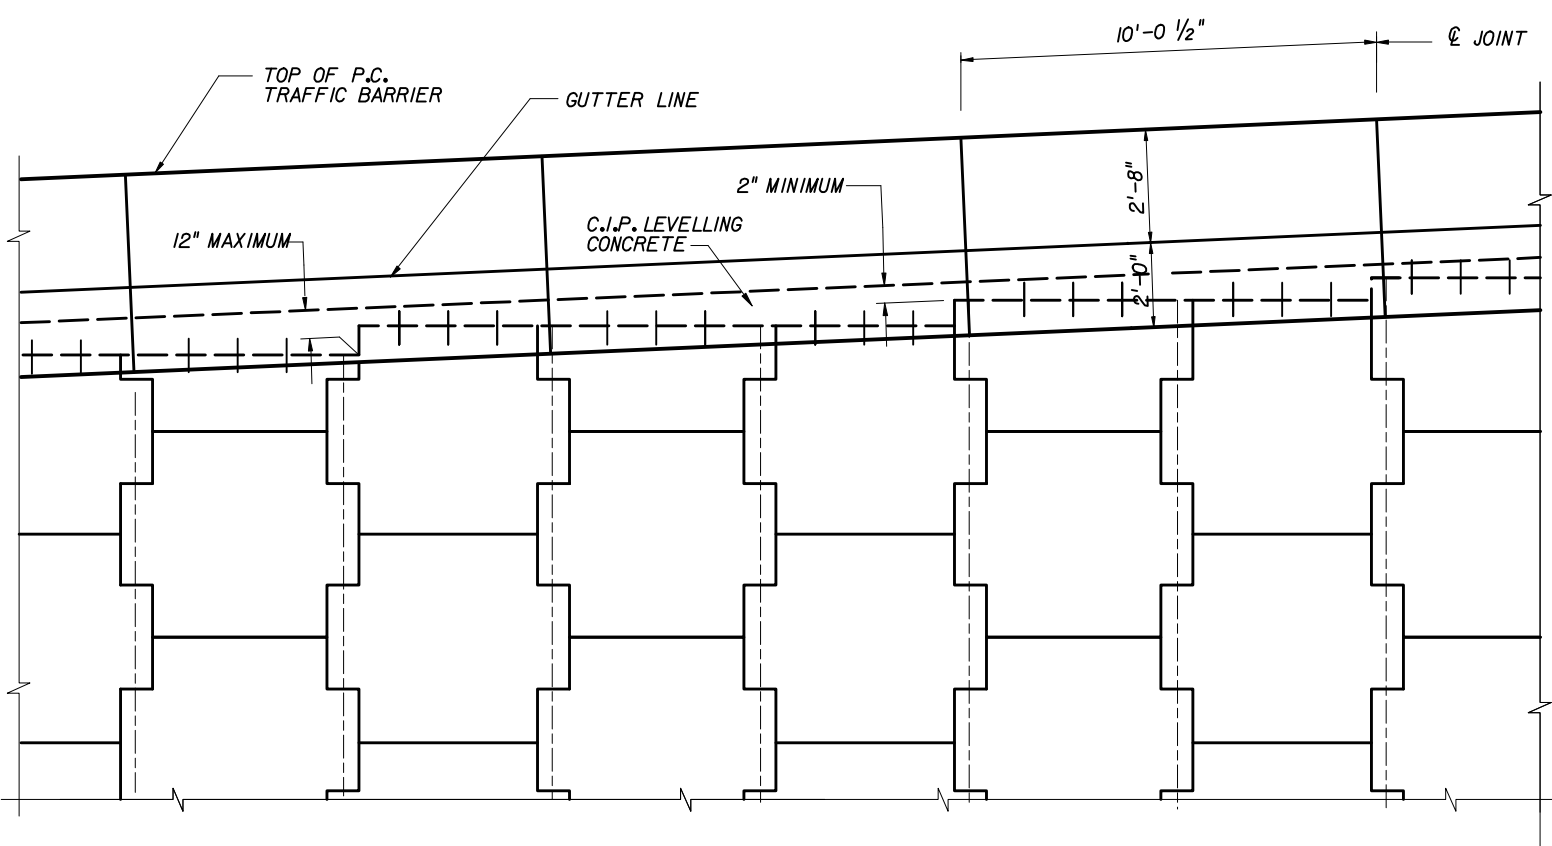 10'-0 ½"
℄ JOINT
TOP OF P.C.
TRAFFIC BARRIER
GUTTER LINE
2" MINIMUM
2'-8"
C.I.P. LEVELLING
CONCRETE
12" MAXIMUM
2'-0"